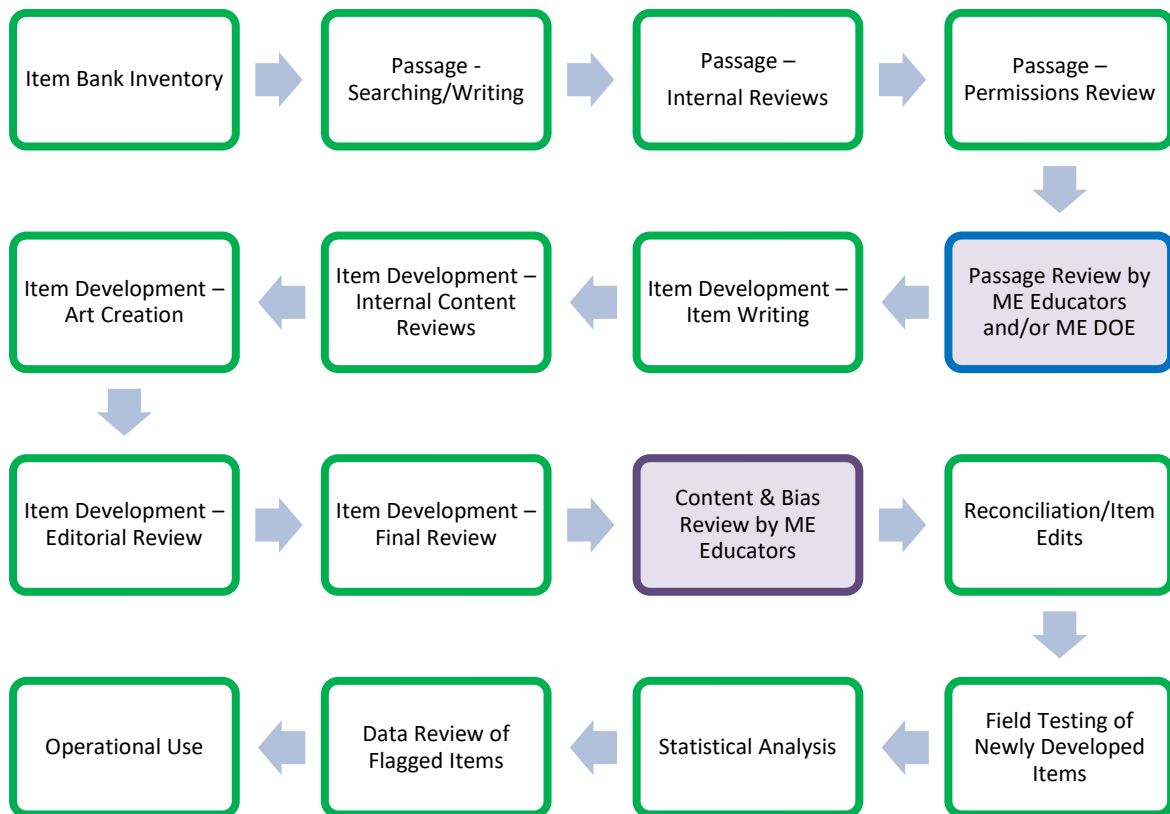 Item Bank Inventory
Passage -
Searching/Writing
Passage –
Internal Reviews
Passage –
Permissions Review
Passage Review by
ME Educators
and/or ME DOE
Item Development –
Item Writing
Item Development –
Internal Content
Reviews
Item Development –
Art Creation
Item Development –
Editorial Review
Item Development –
Final Review
Content & Bias
Review by ME
Educators
Reconciliation/Item
Edits
Field Testing of
Newly Developed
Items
Statistical Analysis
Data Review of
Flagged Items
Operational Use